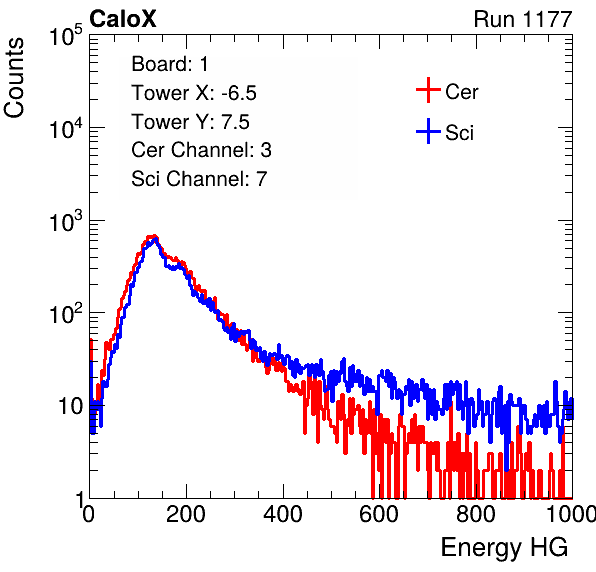 CaloX Run 1177
Counts
10^5
10^4
10^3
10^2
10
1
Board: 1
Tower X: -6.5
Tower Y: 7.5
Cer Channel: 3
Sci Channel: 7
Cer
Sci
0 200 400 600 800 1000
Energy HG